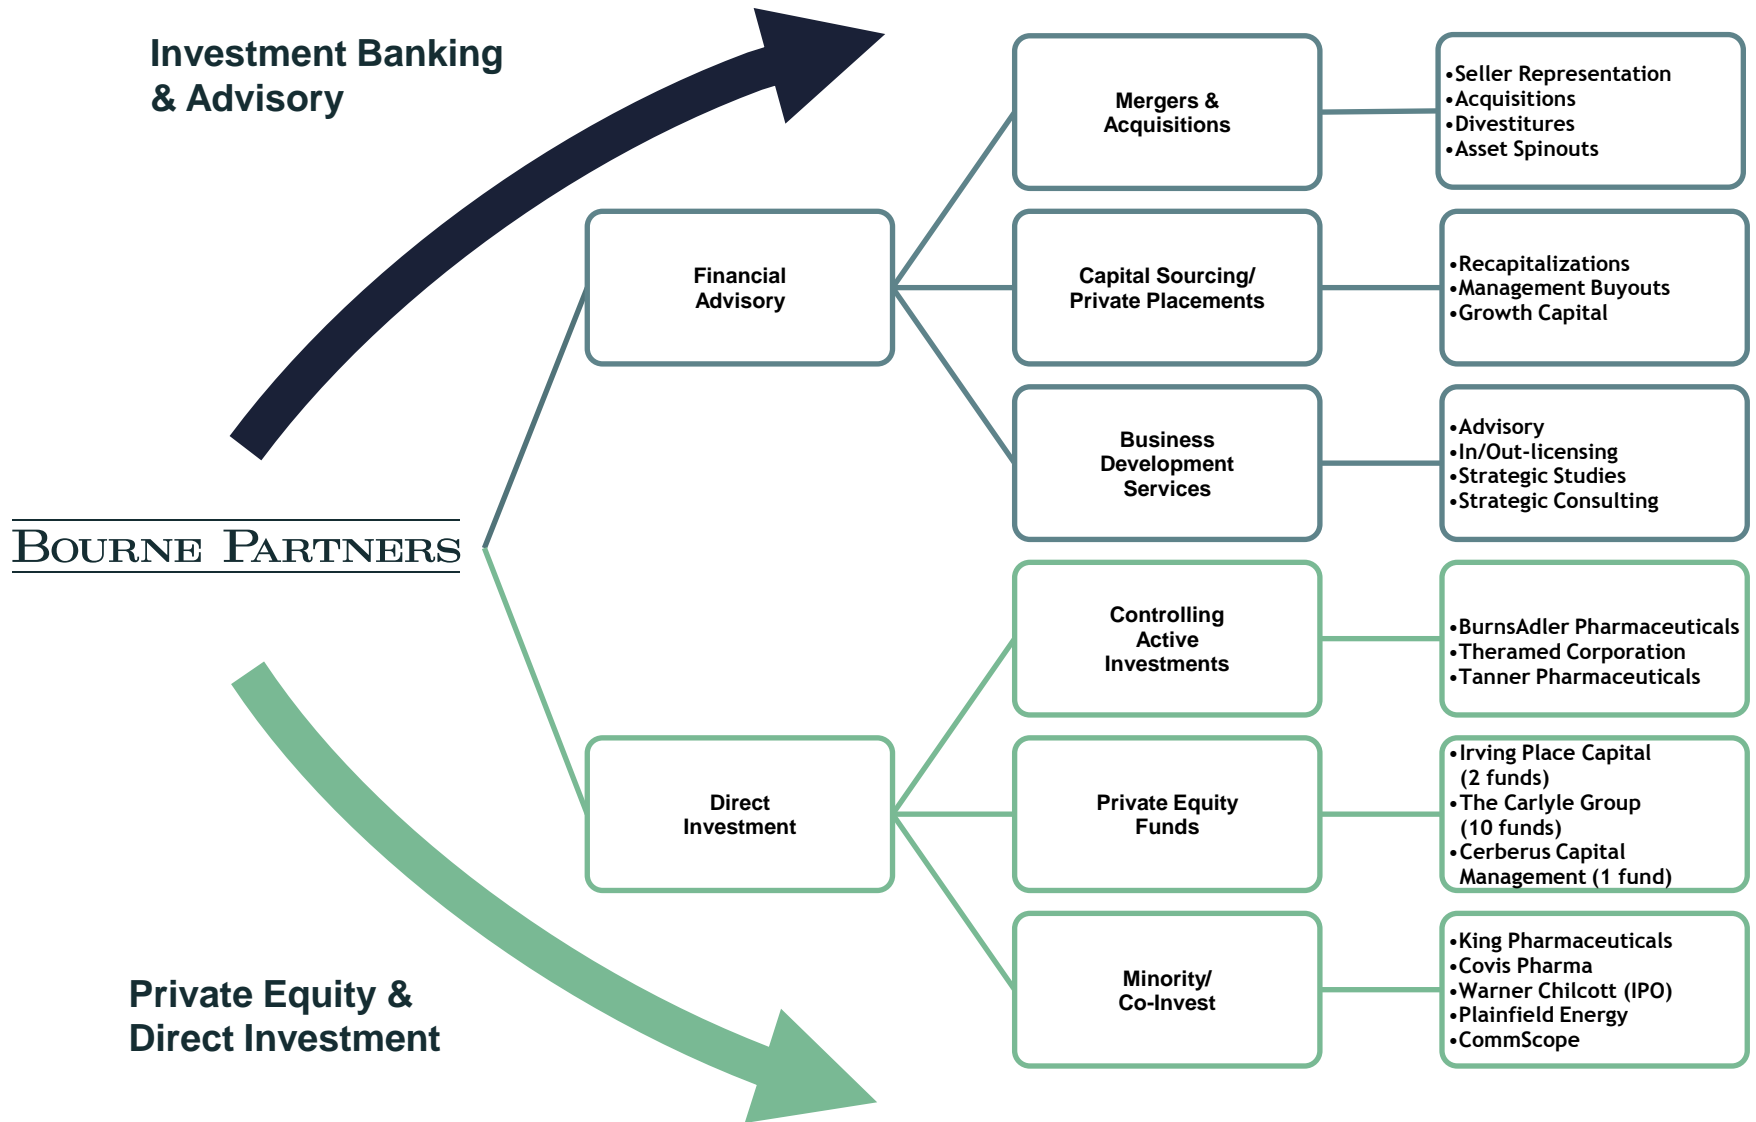 Investment Banking
& Advisory
Mergers &
Acquisitions
•Seller Representation
•Acquisitions
•Divestitures
•Asset Spinouts
Financial
Advisory
Capital Sourcing/
Private Placements
•Recapitalizations
•Management Buyouts
•Growth Capital
Business
Development
Services
•Advisory
•In/Out-licensing
•Strategic Studies
•Strategic Consulting
BOURNE PARTNERS
Controlling
Active
Investments
•BurnsAdler Pharmaceuticals
•Theramed Corporation
•Tanner Pharmaceuticals
Direct
Investment
Private Equity
Funds
•Irving Place Capital
(2 funds)
•The Carlyle Group
(10 funds)
•Cerberus Capital
Management (1 fund)
Minority/
Co-Invest
•King Pharmaceuticals
•Covis Pharma
•Warner Chilcott (IPO)
•Plainfield Energy
•CommScope
Private Equity &
Direct Investment